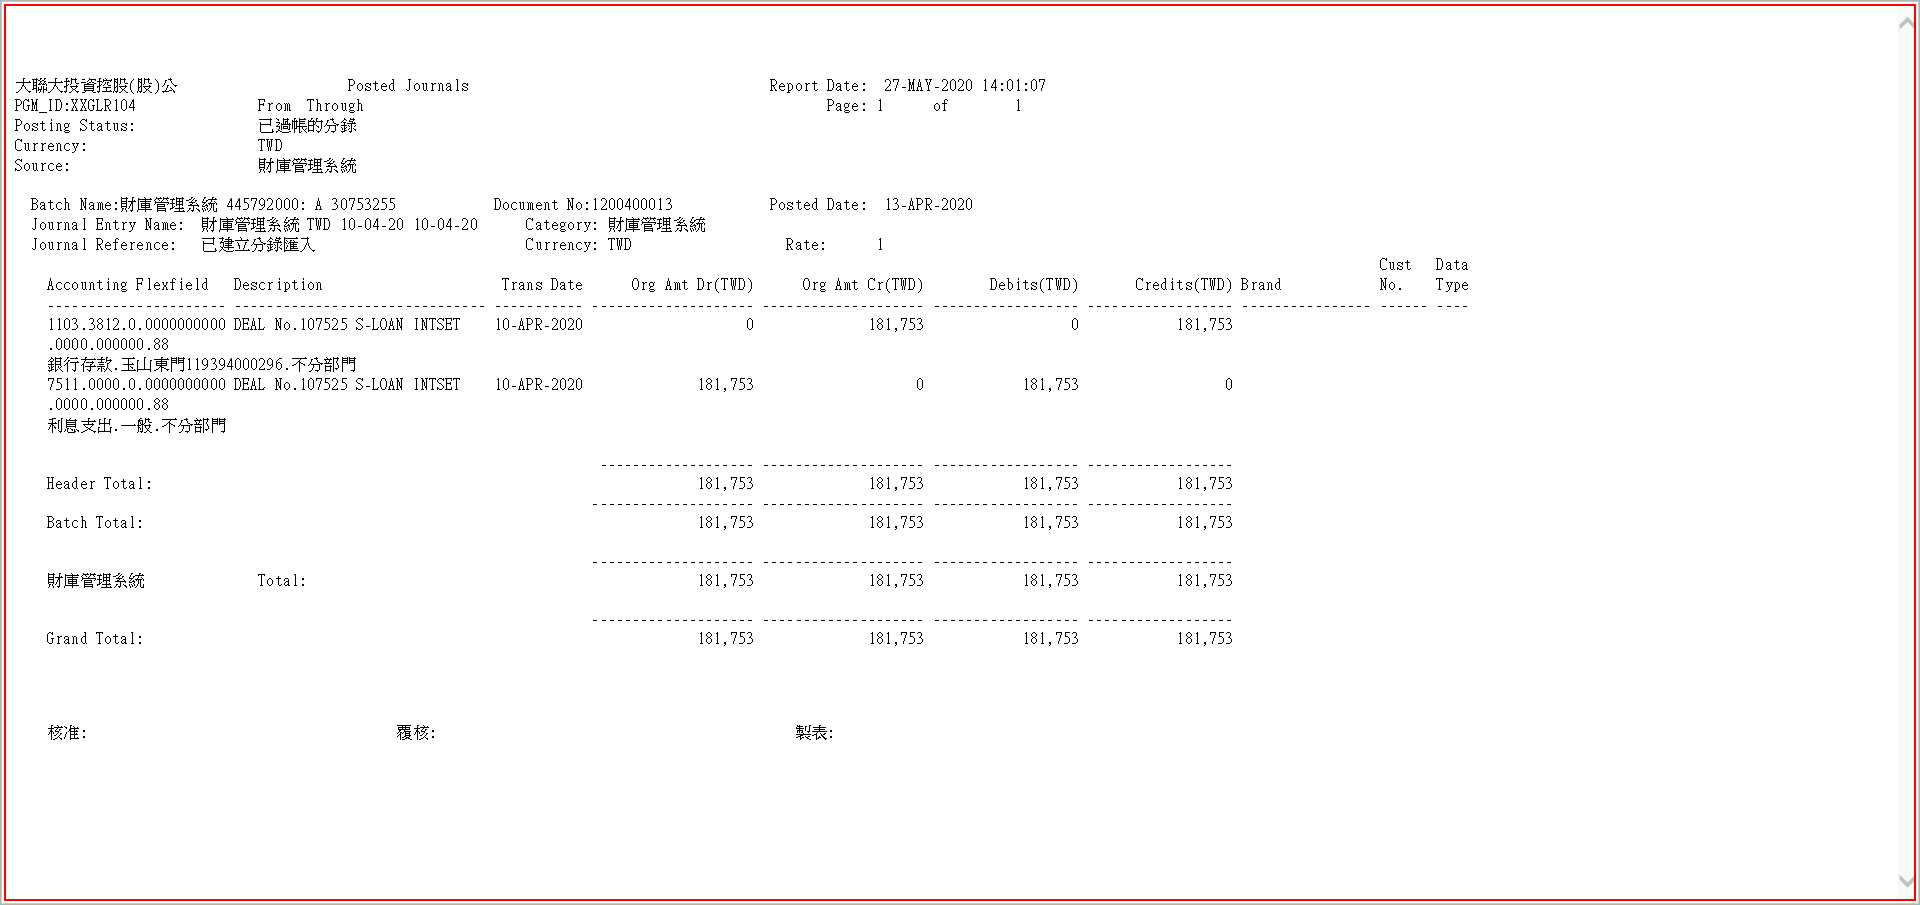 大聯大投資控股(股)公 Posted Journals Report Date: 27-MAY-2020 14:01:07
PGM_ID:XXGLR104 From Through Page: 1 of 1
Posting Status: 已過帳的分錄
Currency: TWD
Source: 財庫管理系統
Batch Name:財庫管理系統 445792000: A 30753255 Document No:1200400013 Posted Date: 13-APR-2020
Journal Entry Name: 財庫管理系統 TWD 10-04-20 10-04-20 Category: 財庫管理系統
Journal Reference: 已建立分錄匯入 Currency: TWD Rate: 1
Cust Data
Accounting Flexfield Description Trans Date Org Amt Dr(TWD) Org Amt Cr(TWD) Debits(TWD) Credits(TWD) Brand No. Type
1103.3812.0.0000000000 DEAL No.107525 S-LOAN INTSET 10-APR-2020 0 181,753 0 181,753
.0000.000000.88
銀行存款.玉山東門119394000296.不分部門
7511.0000.0.0000000000 DEAL No.107525 S-LOAN INTSET 10-APR-2020 181,753 0 181,753 0
.0000.000000.88
利息支出.一般.不分部門
Header Total: 181,753 181,753 181,753 181,753
Batch Total: 181,753 181,753 181,753 181,753
財庫管理系統 Total: 181,753 181,753 181,753 181,753
Grand Total: 181,753 181,753 181,753 181,753
核准: 覆核: 製表: